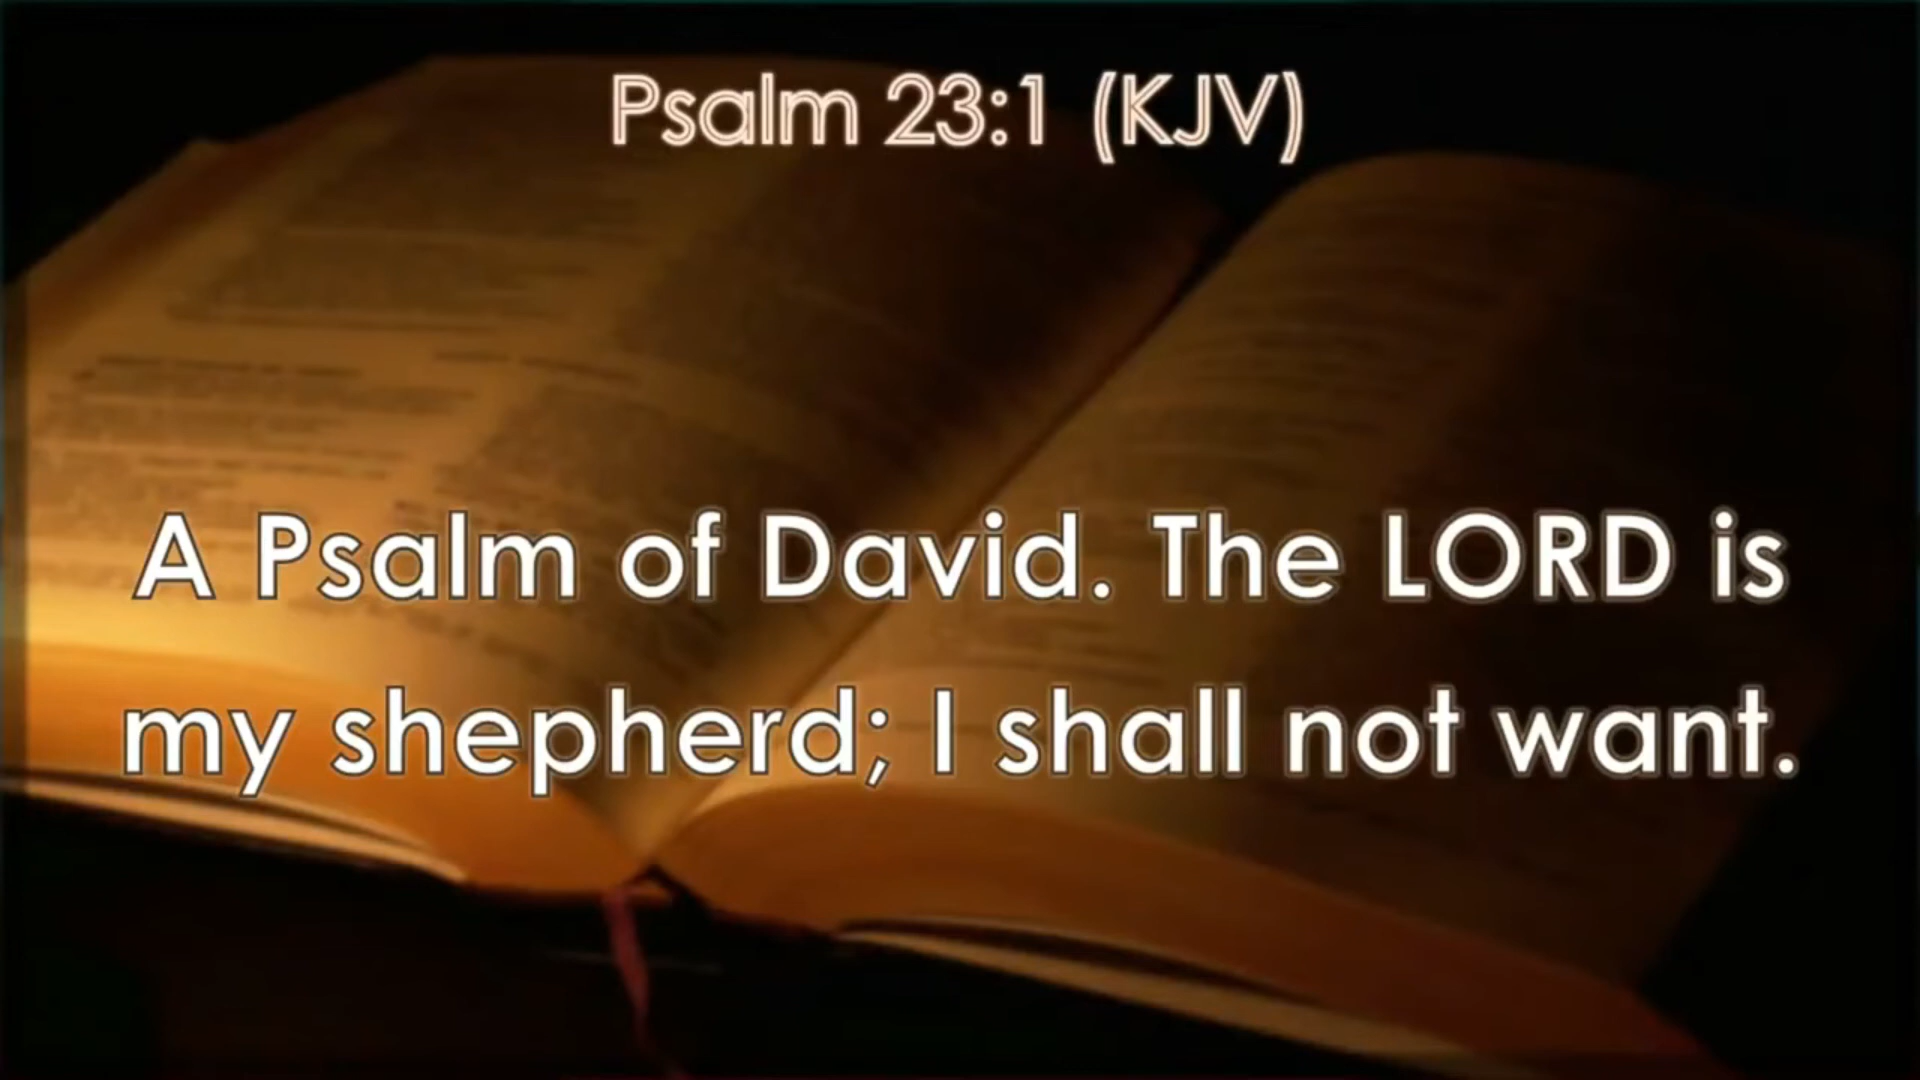 Psalm 23:1 (KJV)
A Psalm of David. The LORD is
my shepherd; I shall not want.